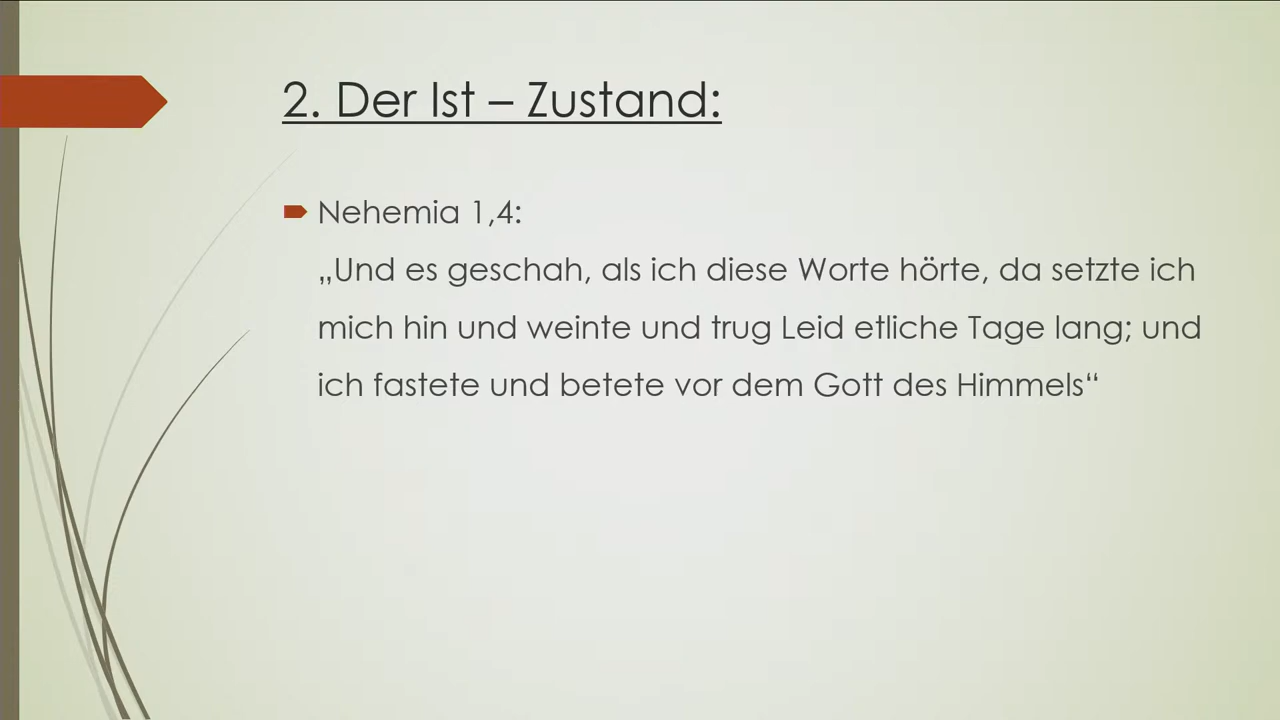 2. Der Ist – Zustand:
Nehemia 1,4:
„Und es geschah, als ich diese Worte hörte, da setzte ich
mich hin und weinte und trug Leid etliche Tage lang; und
ich fastete und betete vor dem Gott des Himmels“